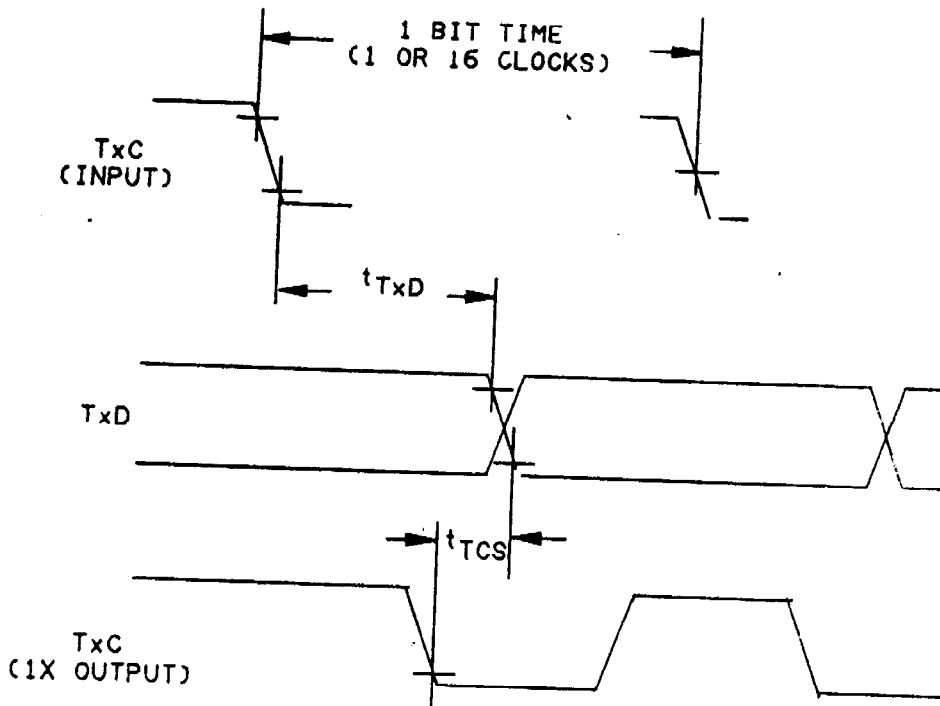 1 BIT TIME
(1 OR 16 CLOCKS)
TxC
(INPUT)
tTxD
TxD
tTCS
TxC
(1X OUTPUT)